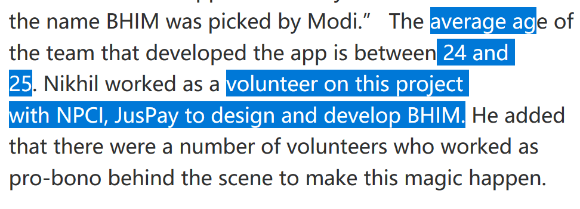 the name BHIM was picked by Modi.”   The average age of
the team that developed the app is between 24 and
25. Nikhil worked as a volunteer on this project
with NPCI, JusPay to design and develop BHIM. He added
that there were a number of volunteers who worked as
pro-bono behind the scene to make this magic happen.